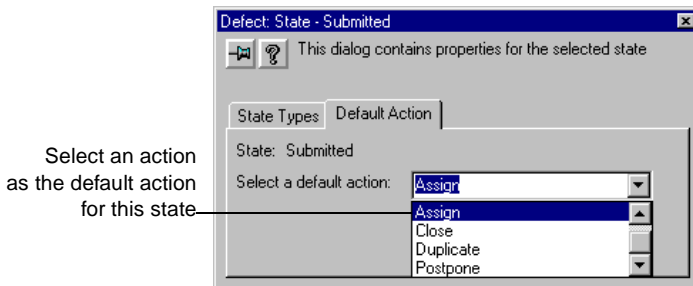 Defect: State - Submitted
This dialog contains properties for the selected state
State Types
Default Action
State: Submitted
Select a default action:
Assign
Assign
Close
Duplicate
Postpone
Select an action
as the default action
for this state